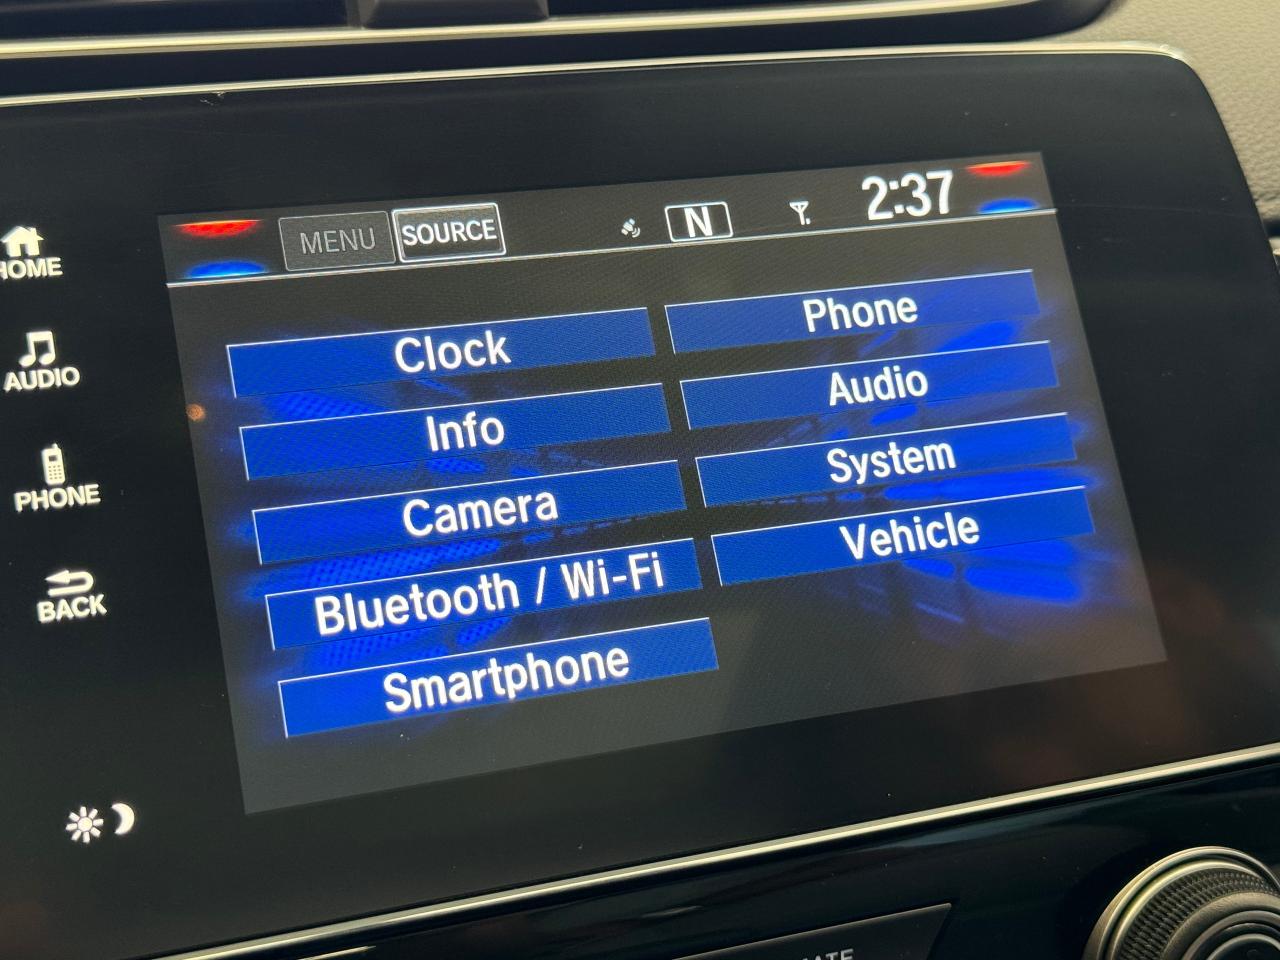 MENU
SOURCE
N
2:37
HOME
AUDIO
PHONE
BACK
Clock
Info
Camera
Bluetooth / Wi-Fi
Smartphone
Phone
Audio
System
Vehicle